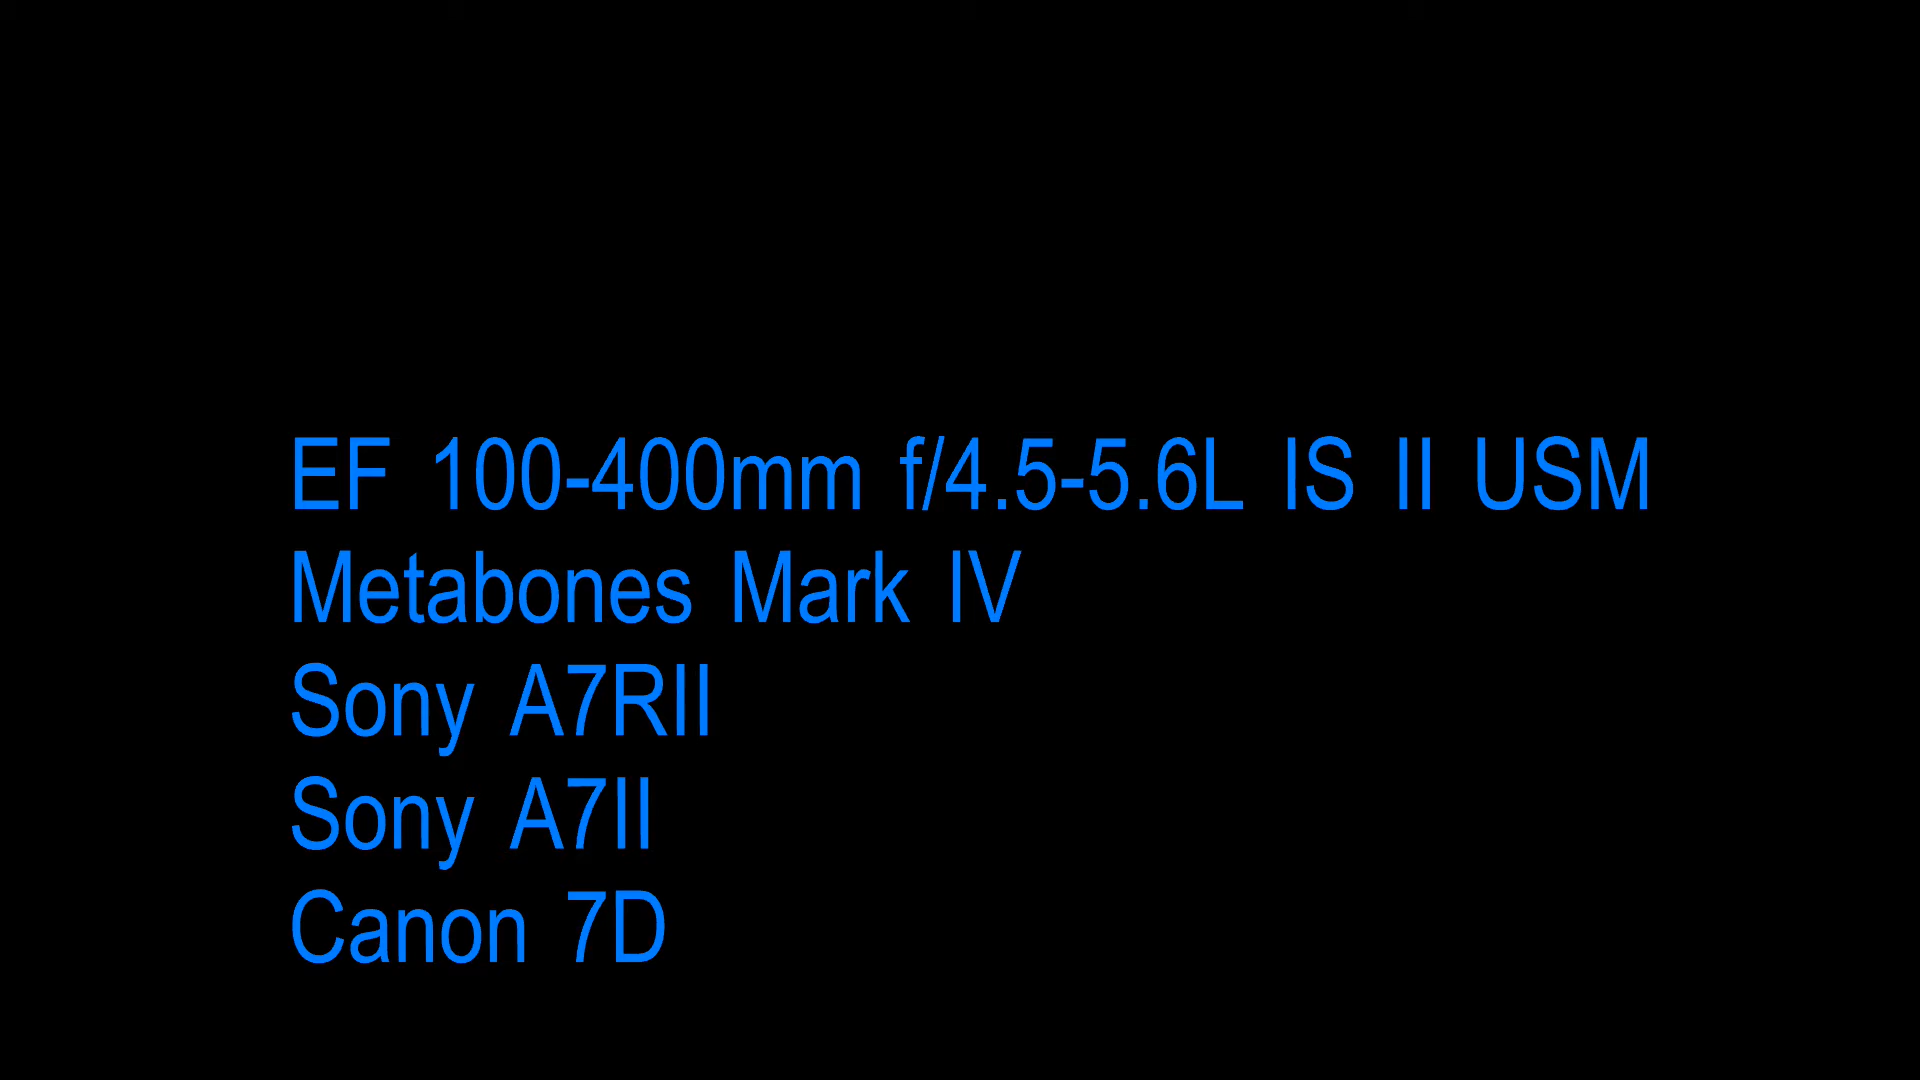 EF 100-400mm f/4.5-5.6L IS II USM
Metabones Mark IV
Sony A7RII
Sony A7II
Canon 7D